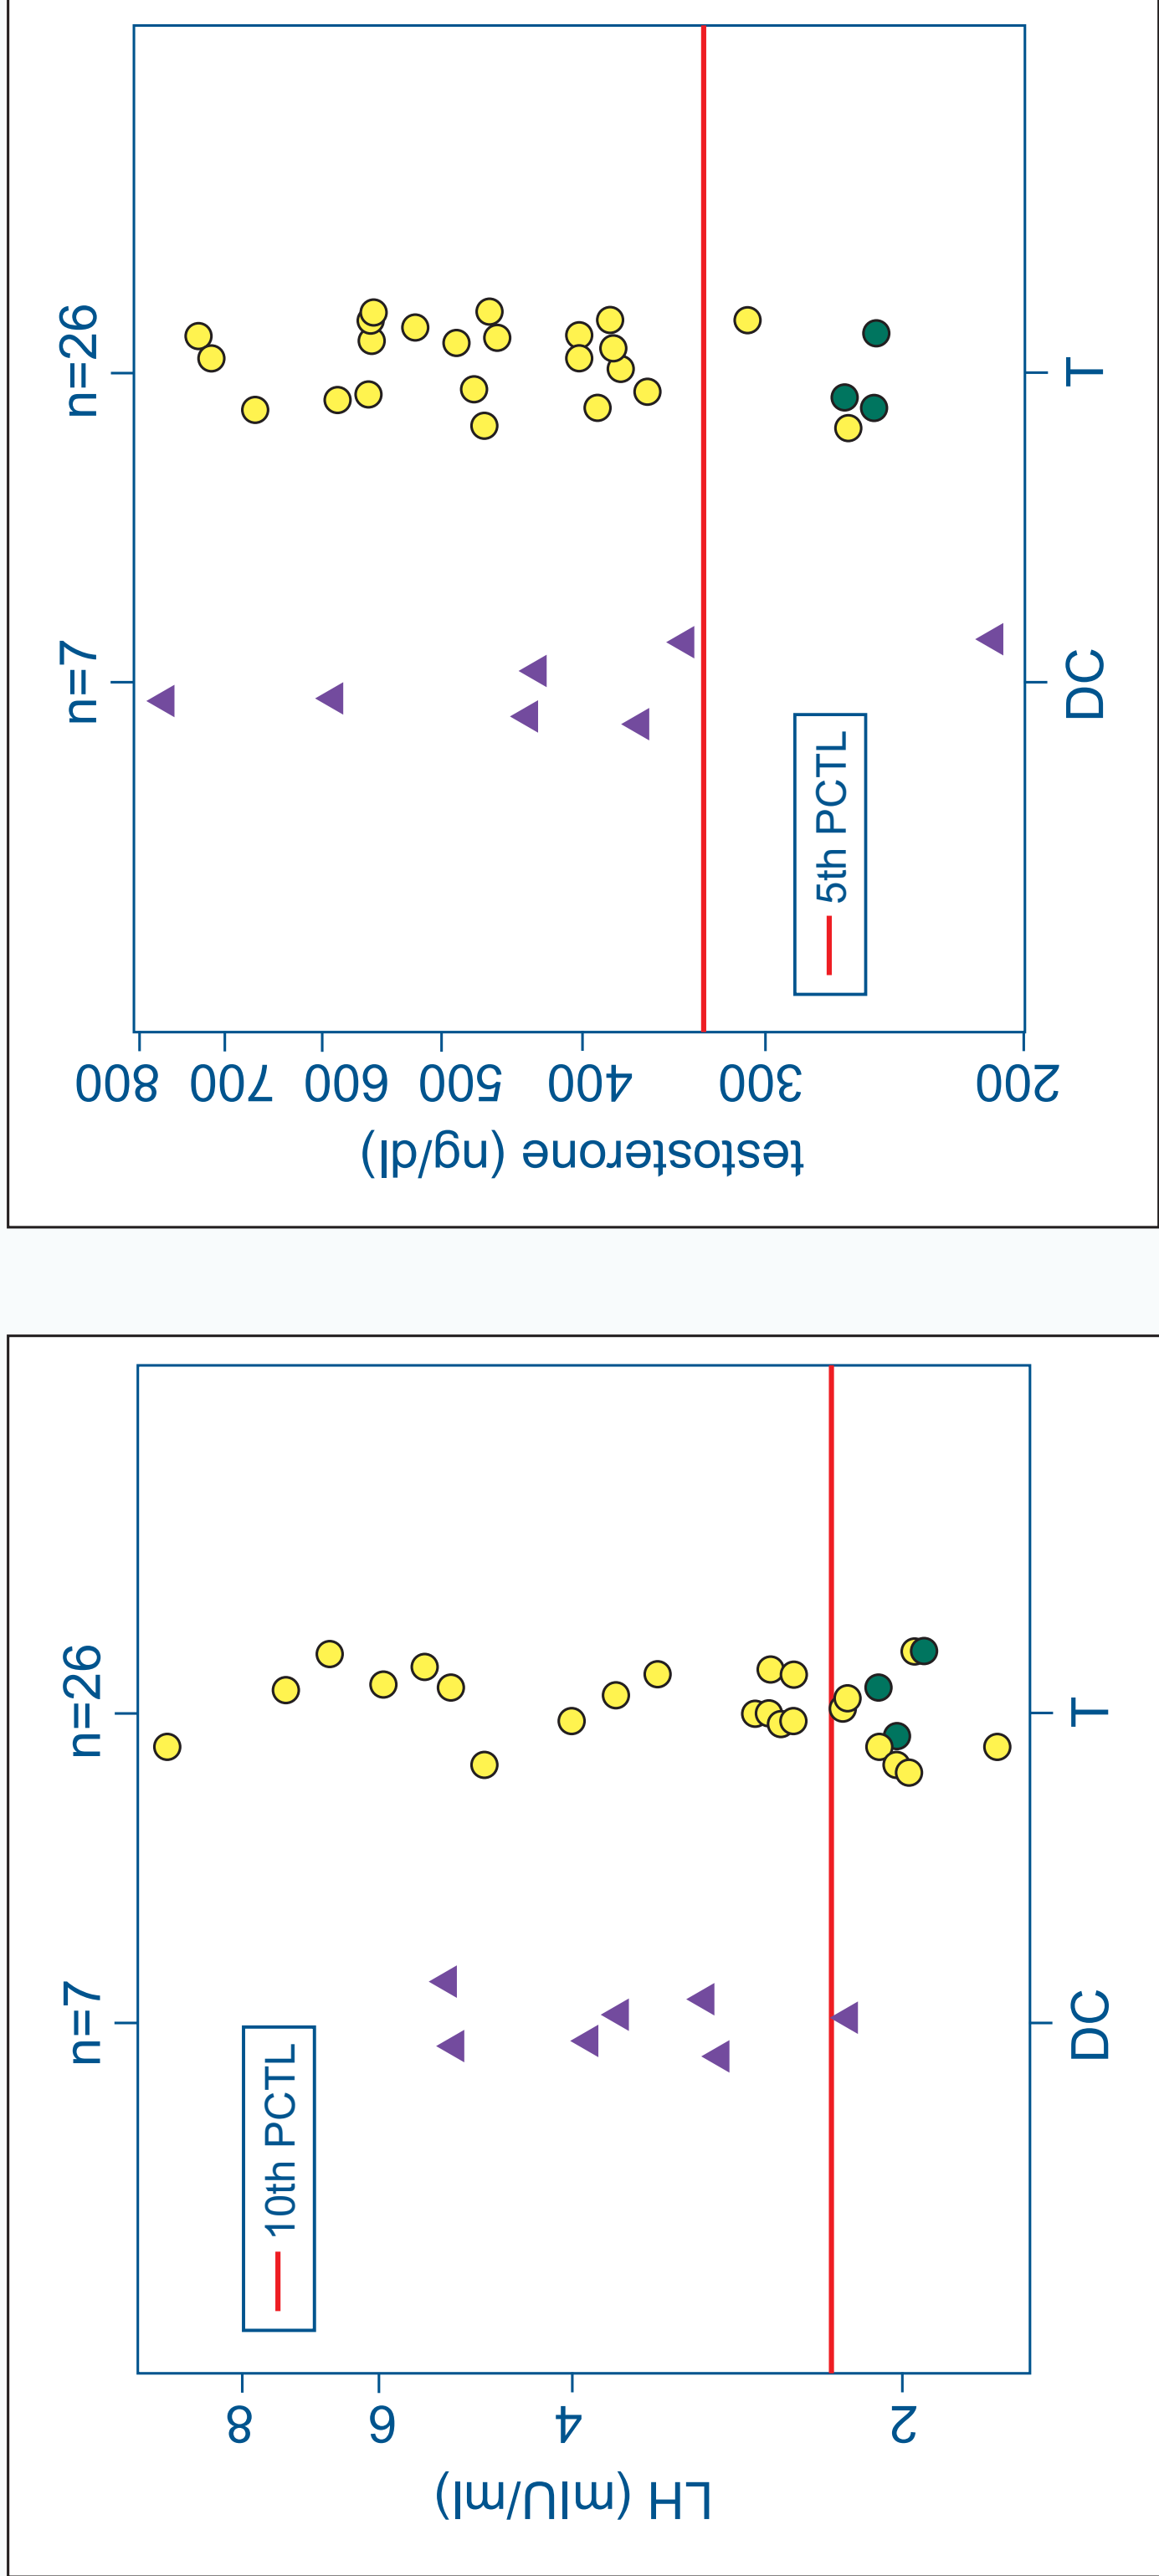 8
6
4
2
LH (mIU/ml)
n=7
n=26
10th PCTL
DC
T
800
700
600
500
400
300
200
testosterone (ng/dl)
n=7
n=26
5th PCTL
DC
T